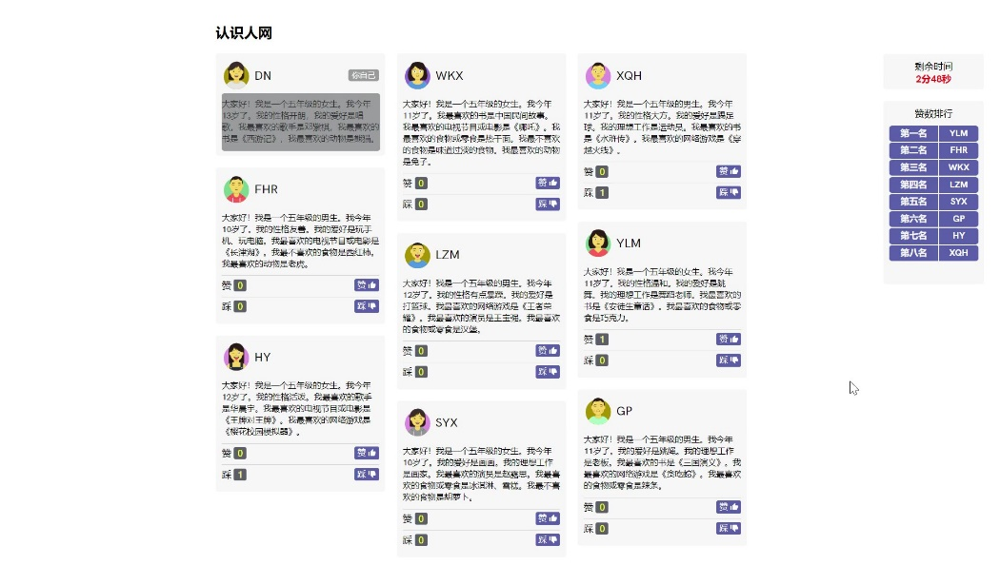 认识人网
DN
你自己
大家好！我是一个五年级的女生。我今年
13岁了。我的性格开朗。我的爱好是唱
歌。我最喜欢的歌手是邓紫棋。我最喜欢的
书是《西游记》。我最喜欢的动物是熊猫。
FHR
大家好！我是一个五年级的男生。我今年
10岁了。我的性格友善。我的爱好是玩手
机、玩电脑。我最喜欢的电视节目或电影是
《长津湖》。我最不喜欢的食物是西红柿。
我最喜欢的动物是老虎。
赞 0 赞
踩 0 踩
HY
大家好！我是一个五年级的女生。我今年
12岁了。我的性格活泼。我最喜欢的歌手
是华晨宇。我最喜欢的电视节目或电影是
《王牌对王牌》。我最喜欢的网络游戏是
《樱花校园模拟器》。
赞 0 赞
踩 1 踩
WKX
大家好！我是一个五年级的女生。我今年
11岁了。我最喜欢的书是中国民间故事。
我最喜欢的电视节目或电影是《哪吒》。我
最喜欢的食物或零食是热干面。我最不喜欢
的食物是味道过淡的食物。我最喜欢的动物
是兔子。
赞 0 赞
踩 0 踩
LZM
大家好！我是一个五年级的男生。我今年
12岁了。我的性格有点暴躁。我的爱好是
打篮球。我最喜欢的网络游戏是《王者荣
耀》。我最喜欢的演员是王宝强。我最喜欢
的食物或零食是汉堡。
赞 0 赞
踩 0 踩
SYX
大家好！我是一个五年级的女生。我今年
10岁了。我的爱好是画画。我的理想工作
是画家。我最喜欢的演员是赵露思。我最喜
欢的食物或零食是冰淇淋、雪糕。我最不喜
欢的食物是胡萝卜。
赞 0 赞
踩 0 踩
XQH
大家好！我是一个五年级的男生。我今年
11岁了。我的性格大方。我的爱好是踢足
球。我的理想工作是运动员。我最喜欢的书
是《水浒传》。我最喜欢的网络游戏是《穿
越火线》。
赞 0 赞
踩 1 踩
YLM
大家好！我是一个五年级的女生。我今年
11岁了。我的性格温和。我的爱好是跳
舞。我的理想工作是舞蹈老师。我最喜欢的
书是《安徒生童话》。我最喜欢的食物或零
食是巧克力。
赞 1 赞
踩 0 踩
GP
大家好！我是一个五年级的男生。我今年
11岁了。我的爱好是跳绳。我的理想工作
是老板。我最喜欢的书是《三国演义》。我
最喜欢的网络游戏是《贪吃蛇》。我最喜欢
的食物或零食是辣条。
赞 0 赞
踩 0 踩
剩余时间
2分48秒
赞数排行
第一名 YLM
第二名 FHR
第三名 WKX
第四名 LZM
第五名 SYX
第六名 GP
第七名 HY
第八名 XQH